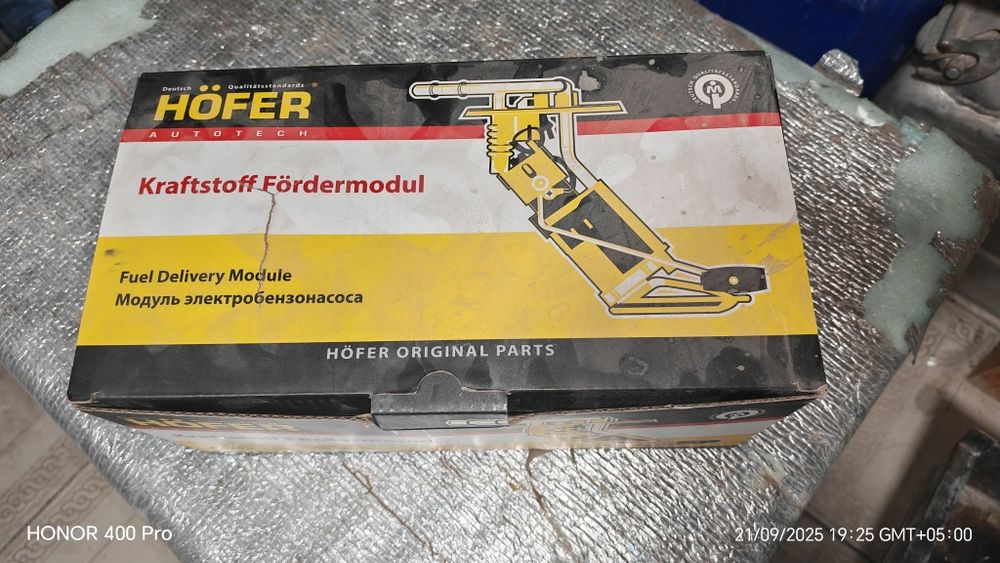 Deutsch Qualitätsstandards
HÖFER®
AUTOTECH
Kraftstoff Fördermodul
Fuel Delivery Module
Модуль электробензонасоса
HÖFER ORIGINAL PARTS
HÖFER
HONOR 400 Pro
21/09/2025 19:25 GMT+05:00